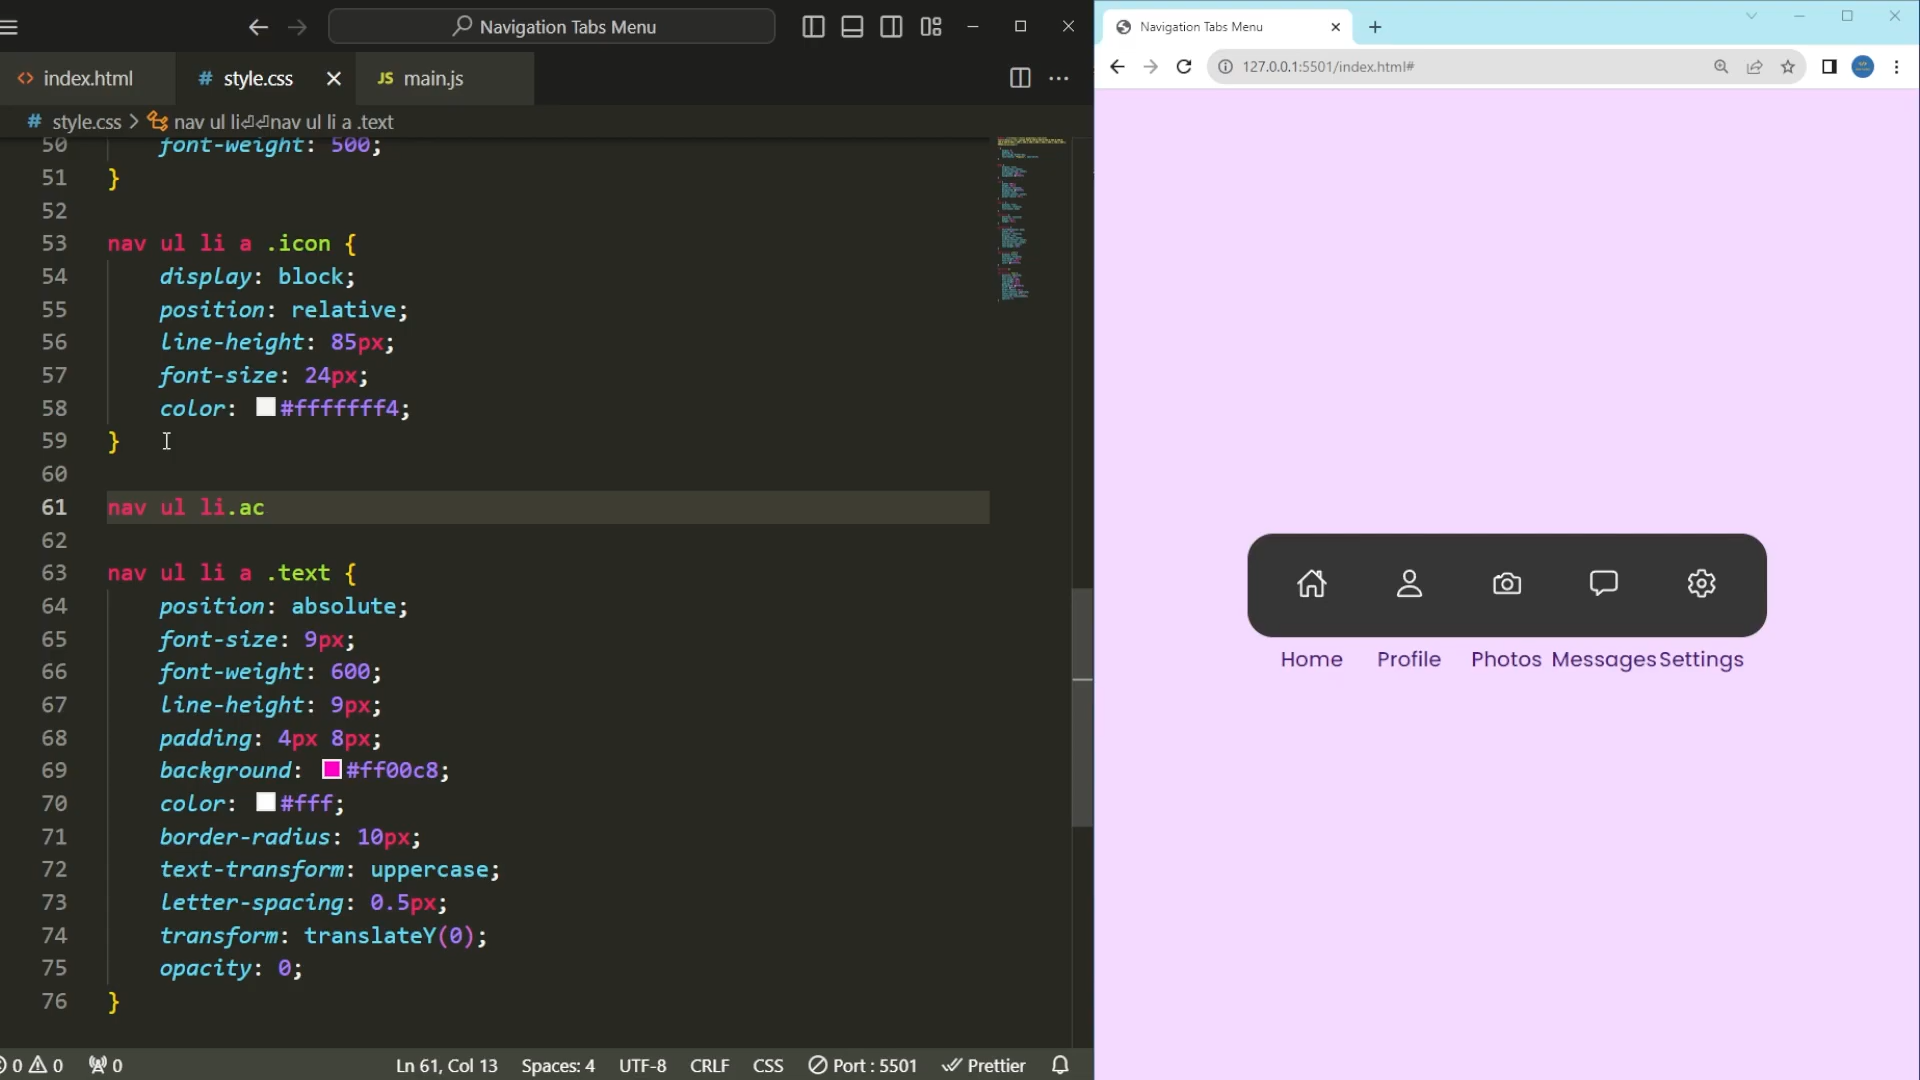 Navigation Tabs Menu
index.html
# style.css
JS main.js
# style.css > nav ul li⏎⏎nav ul li a .text
50 font-weight: 500;
51 }
52
53 nav ul li a .icon {
54 display: block;
55 position: relative;
56 line-height: 85px;
57 font-size: 24px;
58 color: #fffffff4;
59 }
60
61 nav ul li.ac
62
63 nav ul li a .text {
64 position: absolute;
65 font-size: 9px;
66 font-weight: 600;
67 line-height: 9px;
68 padding: 4px 8px;
69 background: #ff00c8;
70 color: #fff;
71 border-radius: 10px;
72 text-transform: uppercase;
73 letter-spacing: 0.5px;
74 transform: translateY(0);
75 opacity: 0;
76 }
0 0 0 Ln 61, Col 13 Spaces: 4 UTF-8 CRLF CSS Port : 5501 Prettier
Navigation Tabs Menu
127.0.0.1:5501/index.html#
Home Profile Photos Messages Settings